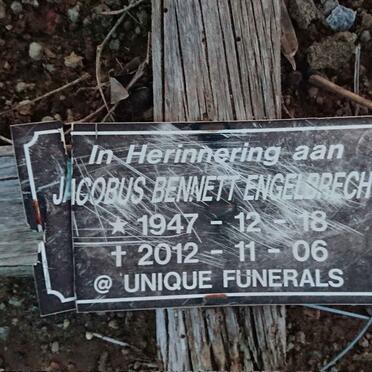 In Herinnering aan
JACOBUS BENNETT ENGELBRECH
★ 1947 - 12 - 18
✝ 2012 - 11 - 06
@ UNIQUE FUNERALS